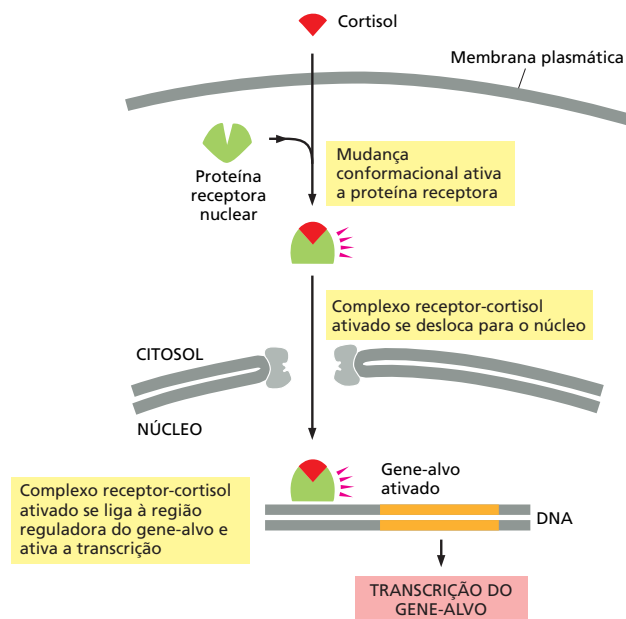 Cortisol
Membrana plasmática
Proteína
receptora
nuclear
Mudança
conformacional ativa
a proteína receptora
Complexo receptor-cortisol
ativado se desloca para o núcleo
CITOSOL
NÚCLEO
Complexo receptor-cortisol
ativado se liga à região
reguladora do gene-alvo e
ativa a transcrição
Gene-alvo
ativado
DNA
TRANSCRIÇÃO DO
GENE-ALVO